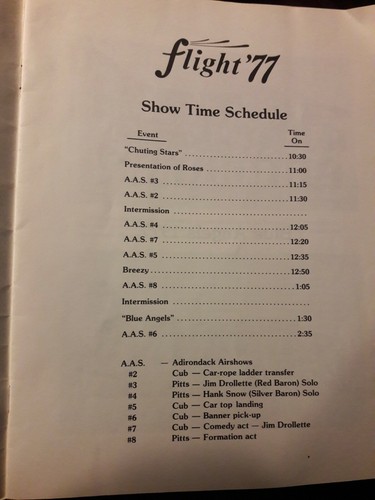 flight '77
Show Time Schedule
Event Time On
"Chuting Stars" ..............................10:30
Presentation of Roses ........................11:00
A.A.S. #3 ....................................11:15
A.A.S. #2 ....................................11:30
Intermission .................................
A.A.S. #4 ....................................12:05
A.A.S. #7 ....................................12:20
A.A.S. #5 ....................................12:35
Breezy.......................................12:50
A.A.S. #8 .................................... 1:05
Intermission .................................
"Blue Angels" ................................ 1:30
A.A.S. #6 .................................... 2:35
A.A.S. — Adirondack Airshows
#2 Cub — Car-rope ladder transfer
#3 Pitts — Jim Drollette (Red Baron) Solo
#4 Pitts — Hank Snow (Silver Baron) Solo
#5 Cub — Car top landing
#6 Cub — Banner pick-up
#7 Cub — Comedy act — Jim Drollette
#8 Pitts — Formation act